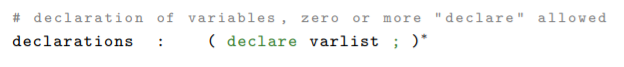 # declaration of variables, zero or more "declare" allowed
declarations : ( declare varlist ; )*